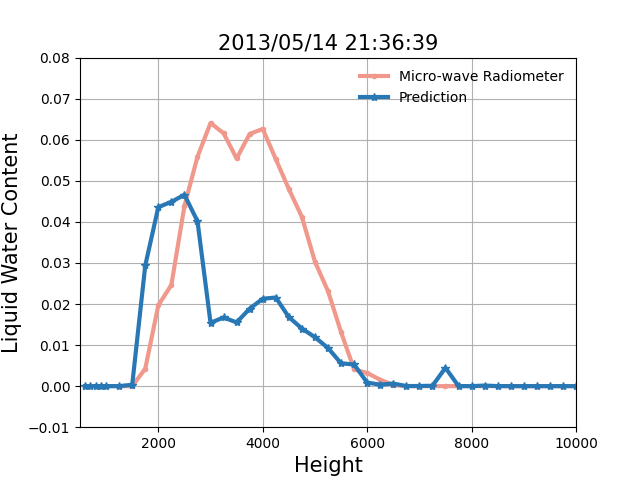 2013/05/14 21:36:39
0.08
0.07
0.06
0.05
0.04
0.03
0.02
0.01
0.00
−0.01
Liquid Water Content
Micro-wave Radiometer
Prediction
2000 4000 6000 8000 10000
Height